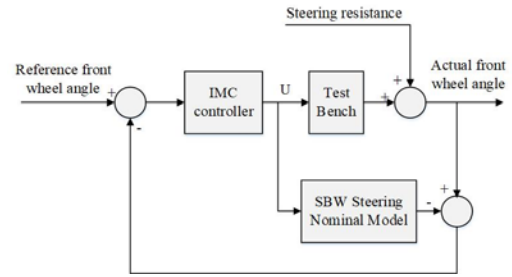 Steering resistance
Reference front
wheel angle
Actual front
wheel angle
+
-
IMC
controller
U
Test
Bench
+
+
SBW Steering
Nominal Model
-
+